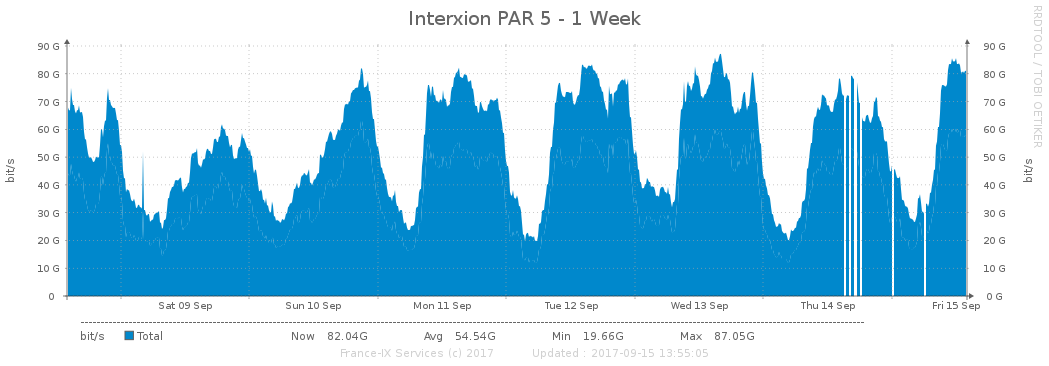 Interxion PAR 5 - 1 Week
RRDTOOL / TOBI OETIKER
bit/s
bit/s
90 G 90 G
80 G 80 G
70 G 70 G
60 G 60 G
50 G 50 G
40 G 40 G
30 G 30 G
20 G 20 G
10 G 10 G
0 0 G
Sat 09 Sep Sun 10 Sep Mon 11 Sep Tue 12 Sep Wed 13 Sep Thu 14 Sep Fri 15 Sep
bit/s Total Now 82.04G Avg 54.54G Min 19.66G Max 87.05G
France-IX Services (c) 2017 Updated : 2017-09-15 13:55:05